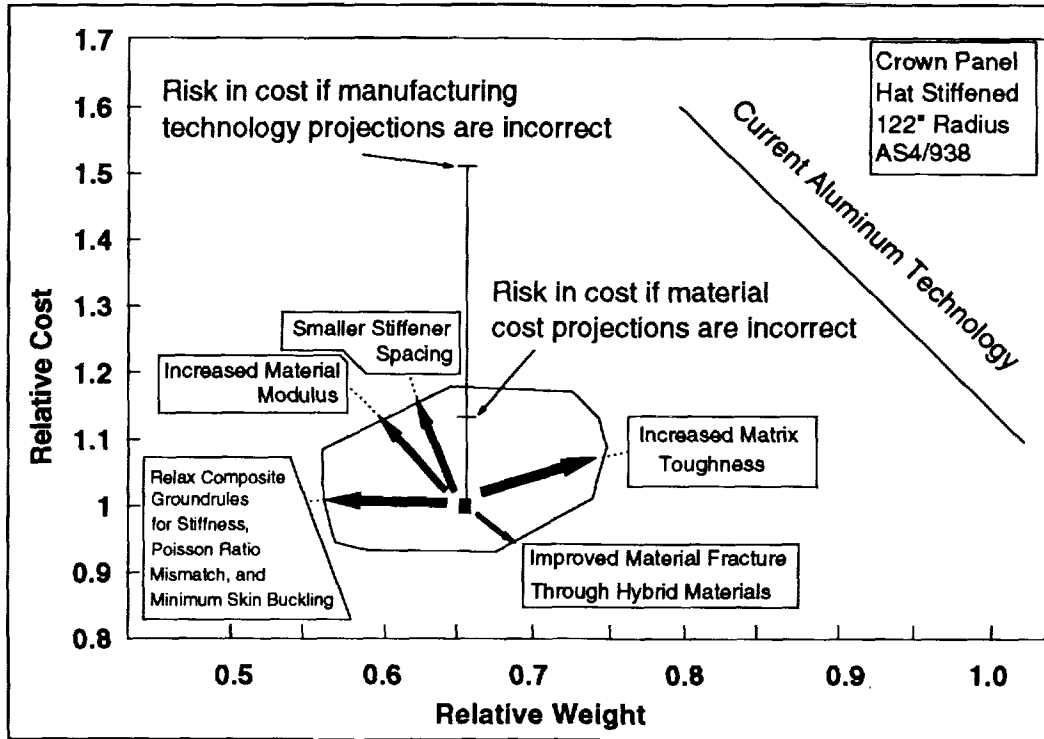 1.7
1.6
1.5
1.4
1.3
1.2
1.1
1
0.9
0.8
Relative Cost
Risk in cost if manufacturing
technology projections are incorrect
Crown Panel
Hat Stiffened
122" Radius
AS4/938
Current Aluminum Technology
Risk in cost if material
cost projections are incorrect
Smaller Stiffener
Spacing
Increased Material
Modulus
Increased Matrix
Toughness
Relax Composite
Groundrules
for Stiffness,
Poisson Ratio
Mismatch, and
Minimum Skin Buckling
Improved Material Fracture
Through Hybrid Materials
0.5 0.6 0.7 0.8 0.9 1.0
Relative Weight